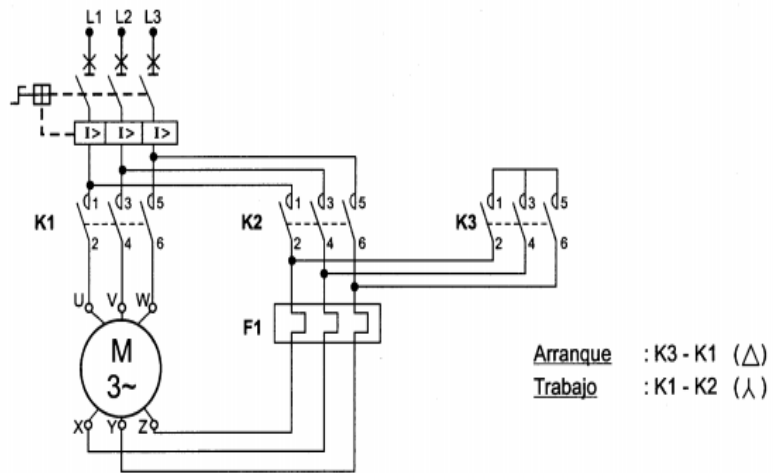 L1 L2 L3
I> I> I>
K1 1 3 5
2 4 6
K2 1 3 5
2 4 6
K3 1 3 5
2 4 6
U V W
M
3~
X Y Z
F1
Arranque : K3 - K1 (△)
Trabajo : K1 - K2 (⅄)